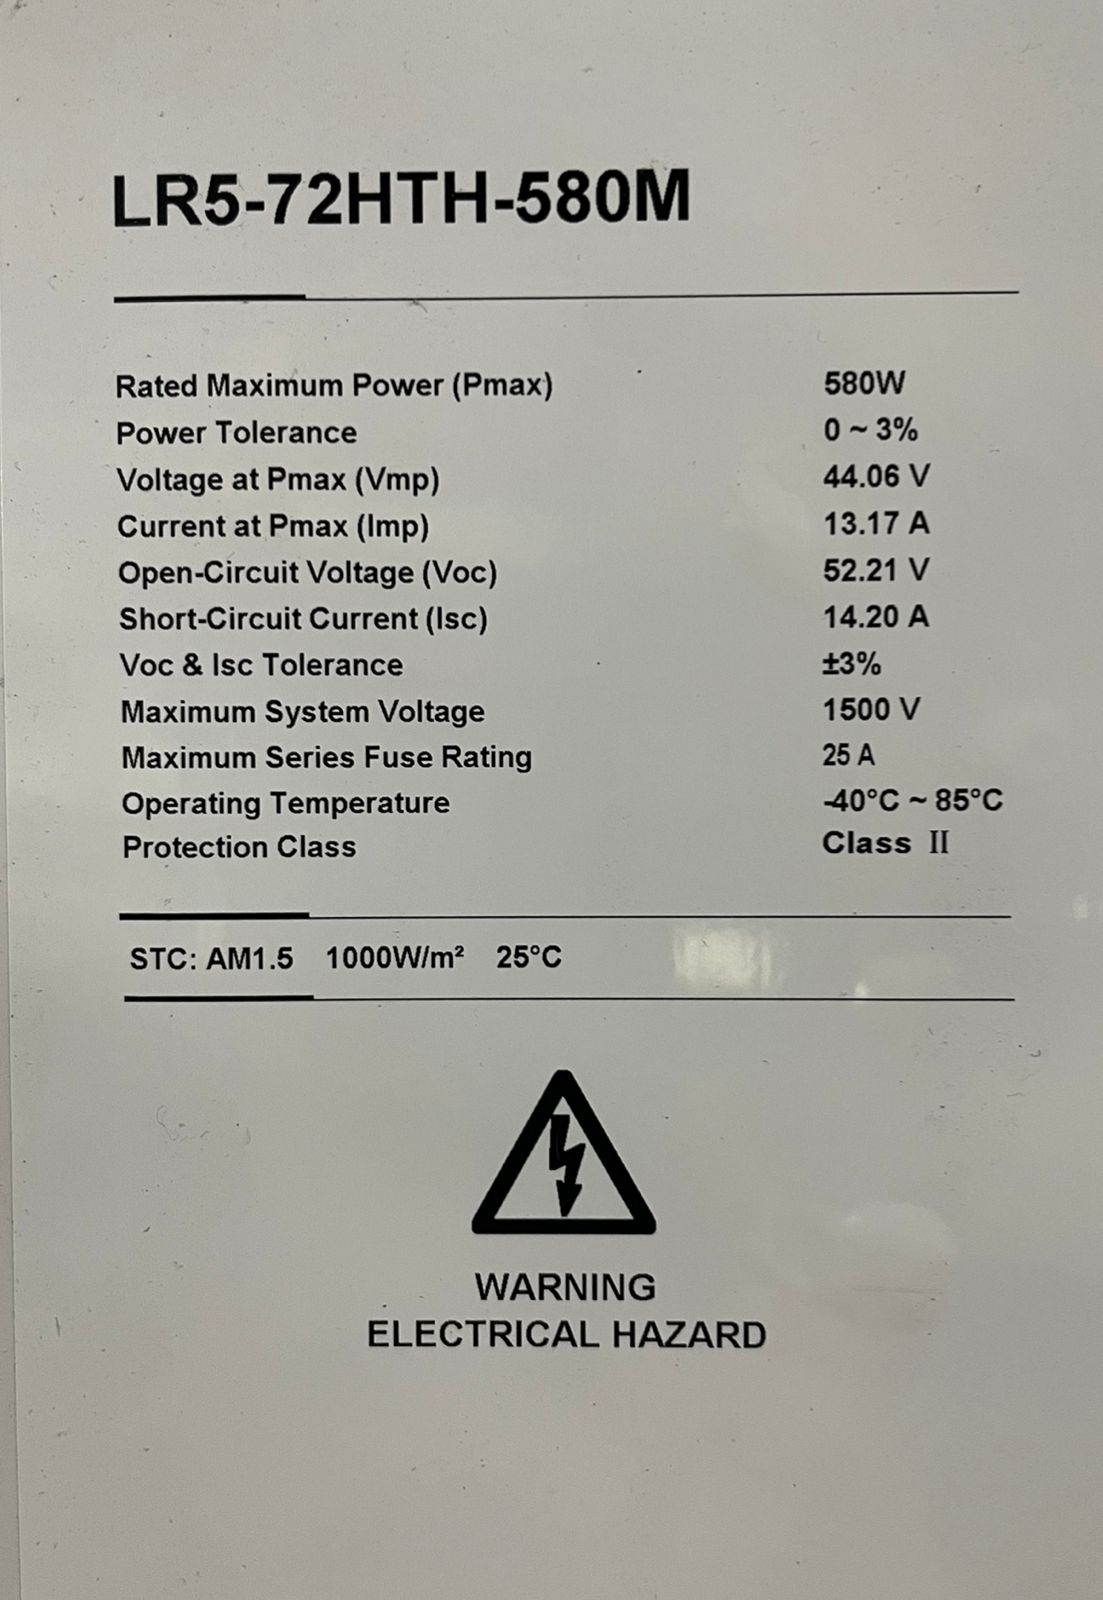 LR5-72HTH-580M
Rated Maximum Power (Pmax) 580W
Power Tolerance 0 ~ 3%
Voltage at Pmax (Vmp) 44.06 V
Current at Pmax (Imp) 13.17 A
Open-Circuit Voltage (Voc) 52.21 V
Short-Circuit Current (Isc) 14.20 A
Voc & Isc Tolerance ±3%
Maximum System Voltage 1500 V
Maximum Series Fuse Rating 25 A
Operating Temperature -40°C ~ 85°C
Protection Class Class II
STC: AM1.5 1000W/m² 25°C
WARNING
ELECTRICAL HAZARD